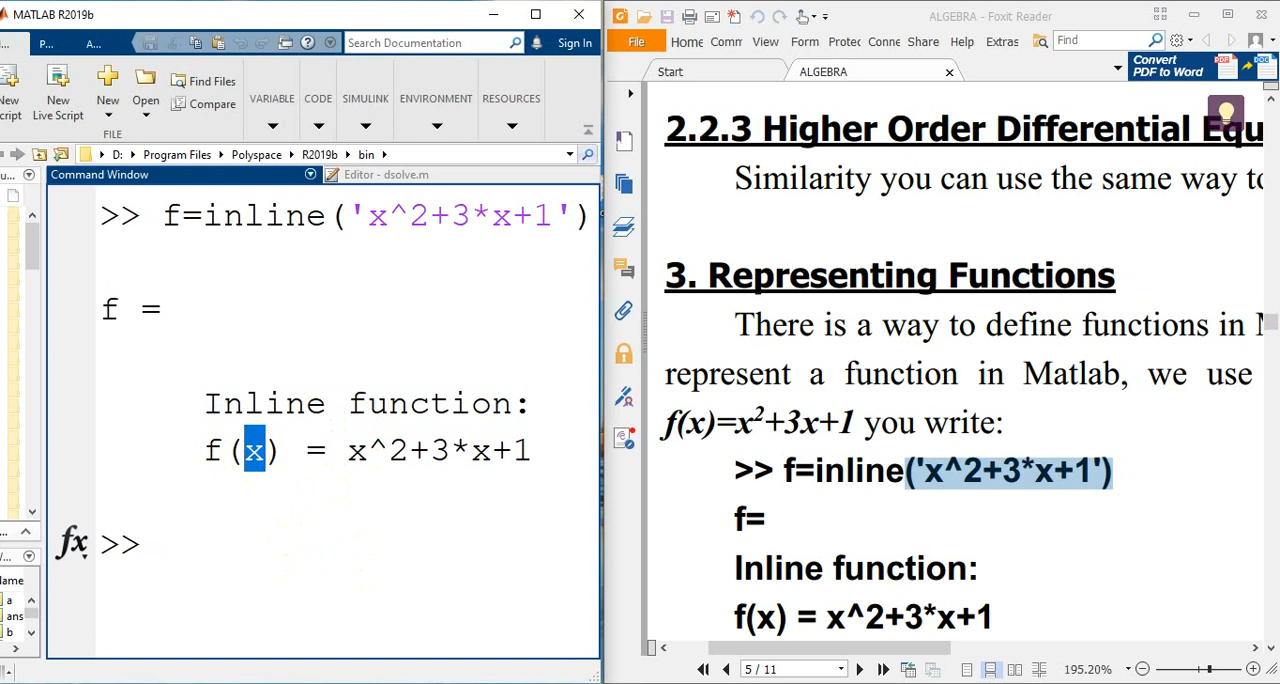 MATLAB R2019b
P... A... Search Documentation Sign In
New New New Open Find Files
Live Script Compare
VARIABLE CODE SIMULINK ENVIRONMENT RESOURCES
FILE
D: Program Files Polyspace R2019b bin
Command Window Editor - dsolve.m
>> f=inline('x^2+3*x+1')
f =
Inline function:
f(x) = x^2+3*x+1
fx >>
a
ans
b
ALGEBRA - Foxit Reader
File Home Comm View Form Protec Conne Share Help Extras Find
Start ALGEBRA Convert
PDF to Word
PDF DOC
2.2.3 Higher Order Differential Equ
Similarity you can use the same way to
3. Representing Functions
There is a way to define functions in M
represent a function in Matlab, we use
f(x)=x²+3x+1 you write:
>> f=inline('x^2+3*x+1')
f=
Inline function:
f(x) = x^2+3*x+1
5 / 11 195.20%